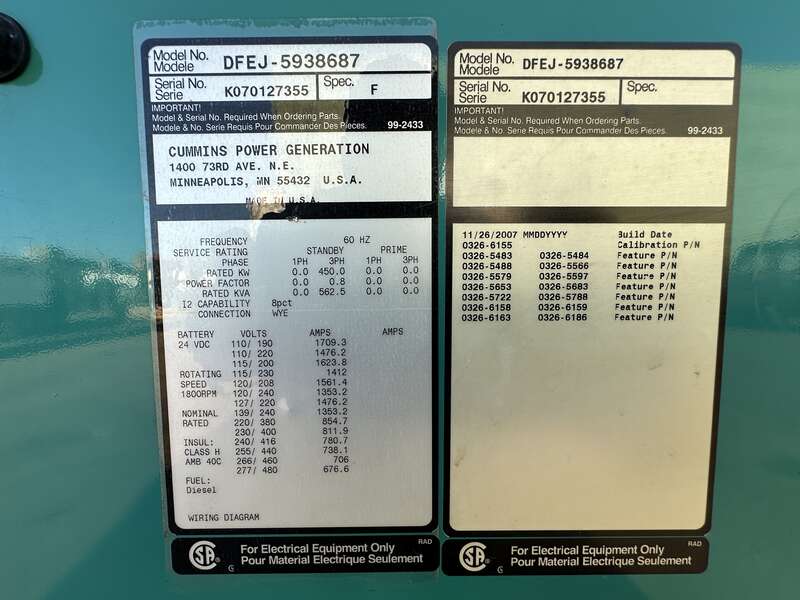 Model No.
Modele
DFEJ-5938687
Serial No.
Serie
K070127355
Spec.
F
IMPORTANT!
Model & Serial No. Required When Ordering Parts.
Modele & No. Serie Requis Pour Commander Des Pieces.
99-2433
CUMMINS POWER GENERATION
1400 73RD AVE. N.E.
MINNEAPOLIS, MN 55432 U.S.A.
MADE IN U.S.A.
FREQUENCY 60 HZ
SERVICE RATING STANDBY PRIME
PHASE 1PH 3PH 1PH 3PH
RATED KW 0.0 450.0 0.0 0.0
POWER FACTOR 0.0 0.8 0.0 0.0
RATED KVA 0.0 562.5 0.0 0.0
I2 CAPABILITY 8pct
CONNECTION WYE
BATTERY VOLTS AMPS AMPS
24 VDC 110/ 190 1709.3
110/ 220 1476.2
115/ 200 1623.8
ROTATING 115/ 230 1412
SPEED 120/ 208 1561.4
1800RPM 120/ 240 1353.2
127/ 220 1476.2
NOMINAL 139/ 240 1353.2
RATED 220/ 380 854.7
230/ 400 811.9
INSUL: 240/ 416 780.7
CLASS H 255/ 440 738.1
AMB 40C 266/ 460 706
277/ 480 676.6
FUEL:
Diesel
WIRING DIAGRAM
RAD
SA
G
For Electrical Equipment Only
Pour Material Electrique Seulement
Model No.
Modele
DFEJ-5938687
Serial No.
Serie
K070127355
Spec.
IMPORTANT!
Model & Serial No. Required When Ordering Parts.
Modele & No. Serie Requis Pour Commander Des Pieces.
99-2433
11/26/2007 MMDDYYYY Build Date
0326-6155 Calibration P/N
0326-5483 0326-5484 Feature P/N
0326-5488 0326-5566 Feature P/N
0326-5579 0326-5597 Feature P/N
0326-5653 0326-5683 Feature P/N
0326-5722 0326-5788 Feature P/N
0326-6158 0326-6159 Feature P/N
0326-6163 0326-6186 Feature P/N
RAD
SA
G
For Electrical Equipment Only
Pour Material Electrique Seulement